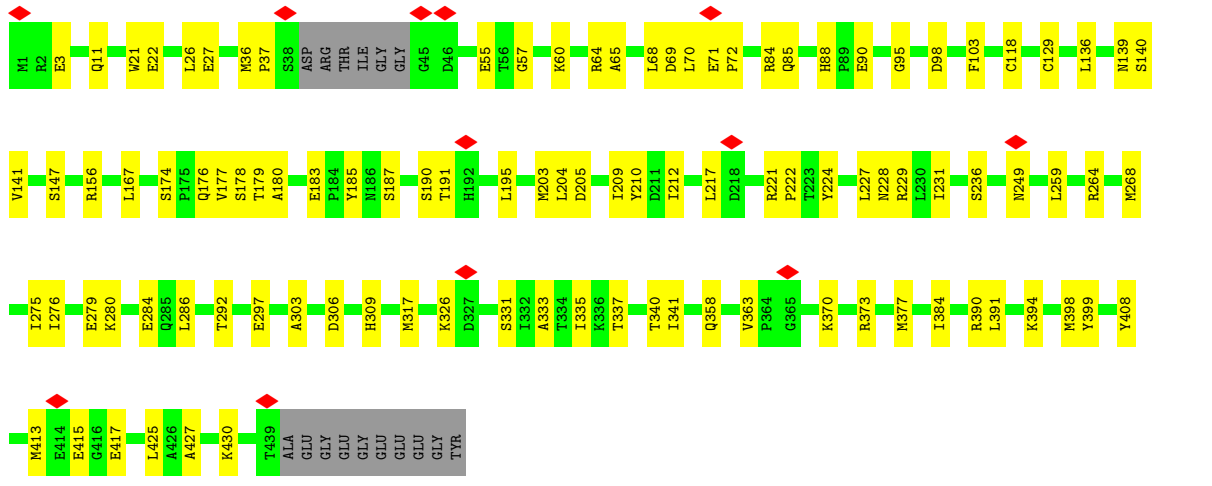 M1 R2 E3 Q11 W21 E22 L26 E27 M36 P37 S38 ASP ARG THR ILE GLY GLY G45 D46 E55 T56 G57 K60 R64 A65 L68 D69 L70 E71 P72 R84 Q85 H88 P89 E90 G95 D98 F103 C118 C129 L136 N139 S140
V141 S147 R156 L167 S174 P175 Q176 V177 S178 T179 A180 E183 P184 Y185 N186 S187 S190 T191 H192 L195 M203 L204 D205 I209 Y210 D211 I212 L217 D218 R221 P222 T223 Y224 L227 N228 R229 L230 I231 S236 N249 L259 R264 M268
I275 I276 E279 K280 E284 Q285 L286 T292 E297 A303 D306 H309 M317 K326 D327 S331 I332 A333 T334 I335 K336 T337 T340 I341 Q358 V363 P364 G365 K370 R373 M377 I384 R390 L391 K394 M398 Y399 Y408
M413 E414 E415 G416 E417 L425 A426 A427 K430 T439 ALA GLU GLY GLU GLY GLU GLU GLU GLY TYR